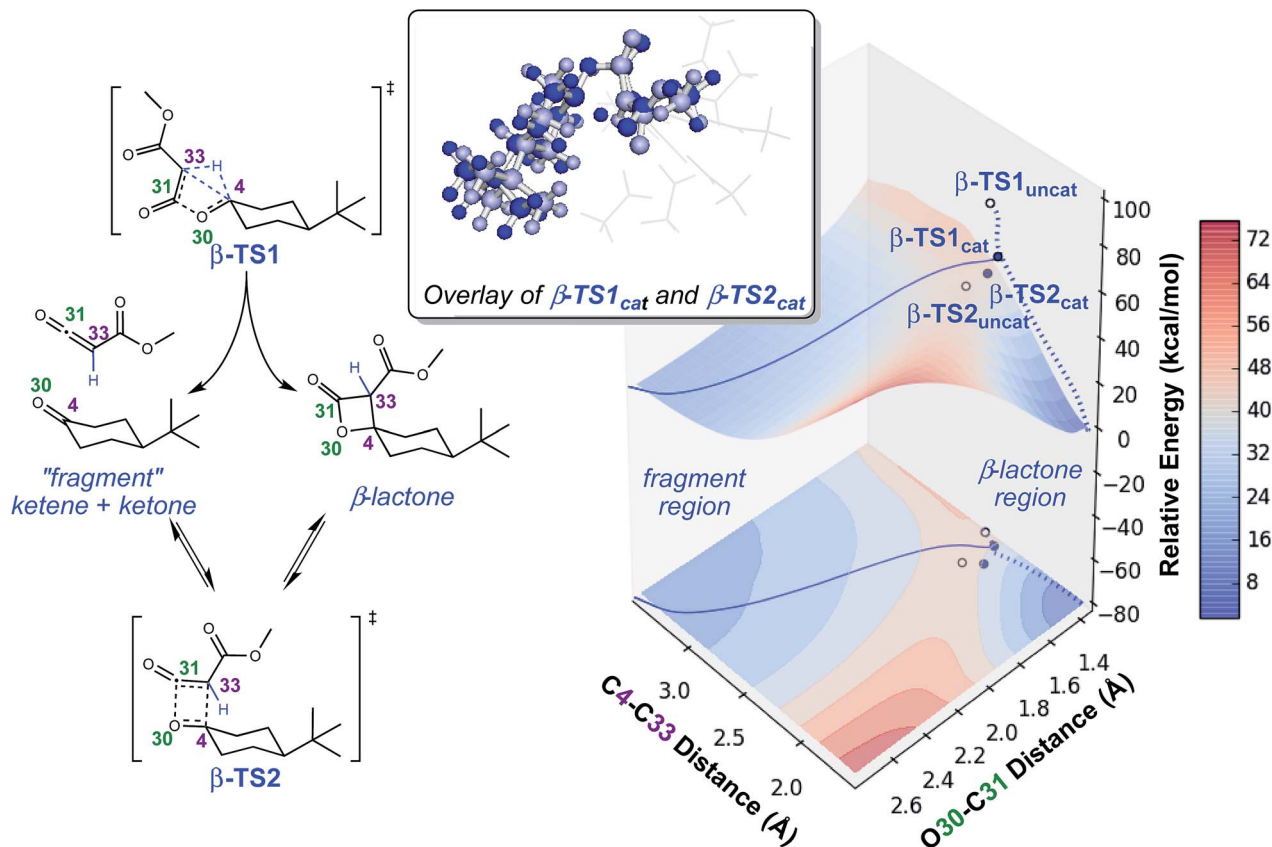 ‡
O
O
33
H
31
4
O
O
30
β-TS1
O
31
33
O
O
H
30
O
4
"fragment"
ketene + ketone
H
O
O
O
31
33
O
30
4
β-lactone
‡
O
O
O
31
33
H
O
30
4
β-TS2
Overlay of β-TS1cat and β-TS2cat
β-TS1uncat
β-TS1cat
β-TS2cat
β-TS2uncat
fragment
region
β-lactone
region
100
80
60
40
20
0
−20
−40
−60
−80
Relative Energy (kcal/mol)
3.0
2.5
2.0
C4-C33 Distance (Å)
1.4
1.6
1.8
2.0
2.2
2.4
2.6
O30-C31 Distance (Å)
72
64
56
48
40
32
24
16
8